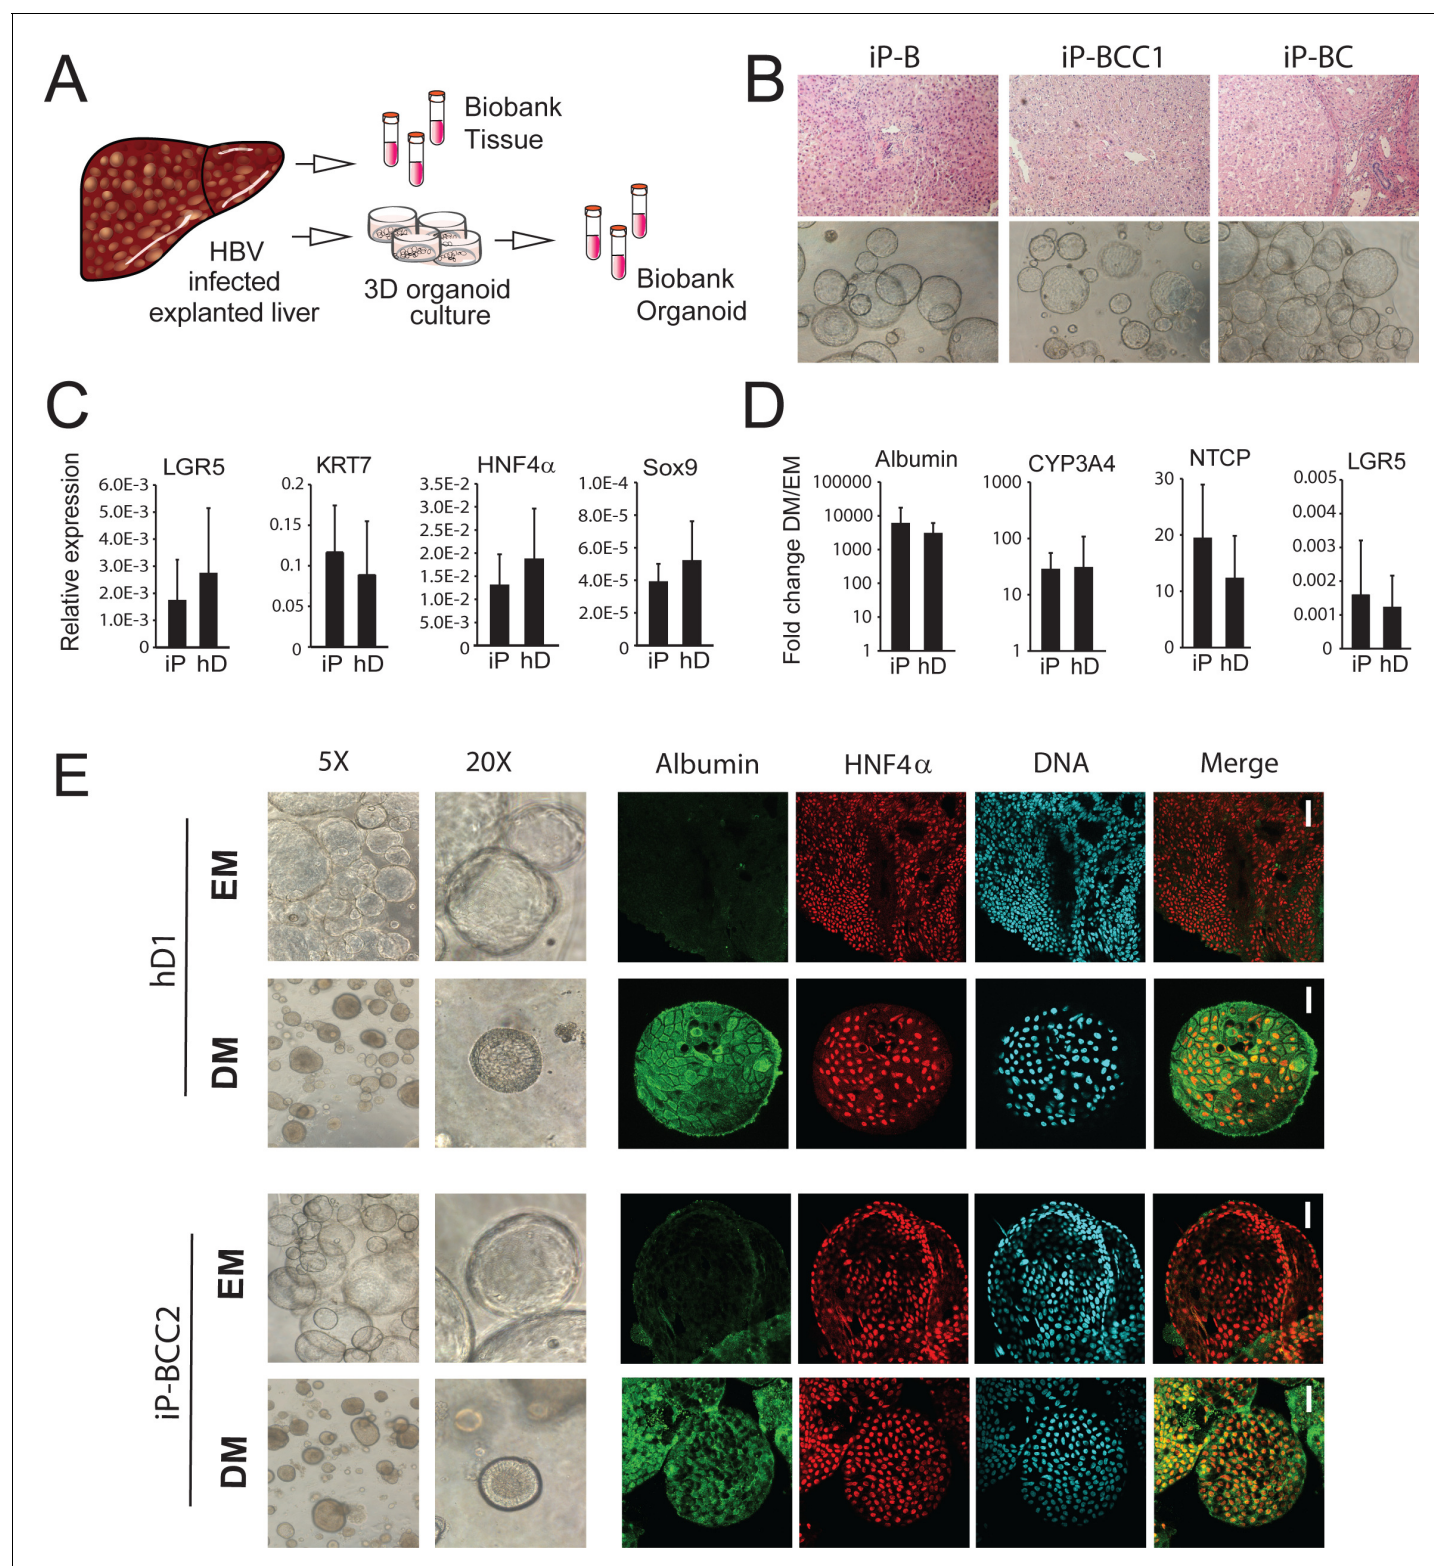 A
Biobank
Tissue
HBV
infected
explanted liver
3D organoid
culture
Biobank
Organoid
B
iP-B
iP-BCC1
iP-BC
C
Relative expression
LGR5
6.0E-3
5.0E-3
4.0E-3
3.0E-3
2.0E-3
1.0E-3
0
iP hD
KRT7
0.2
0.15
0.1
0.05
0
iP hD
HNF4α
3.5E-2
3.0E-2
2.5E-2
2.0E-2
1.5E-2
1.0E-2
5.0E-3
0
iP hD
Sox9
1.0E-4
8.0E-5
6.0E-5
4.0E-5
2.0E-5
0
iP hD
D
Fold change DM/EM
Albumin
100000
10000
1000
100
10
1
iP hD
CYP3A4
1000
100
10
1
iP hD
NTCP
30
20
10
0
iP hD
LGR5
0.005
0.004
0.003
0.002
0.001
0
iP hD
E
5X
20X
Albumin
HNF4α
DNA
Merge
hD1
EM
DM
iP-BCC2
EM
DM